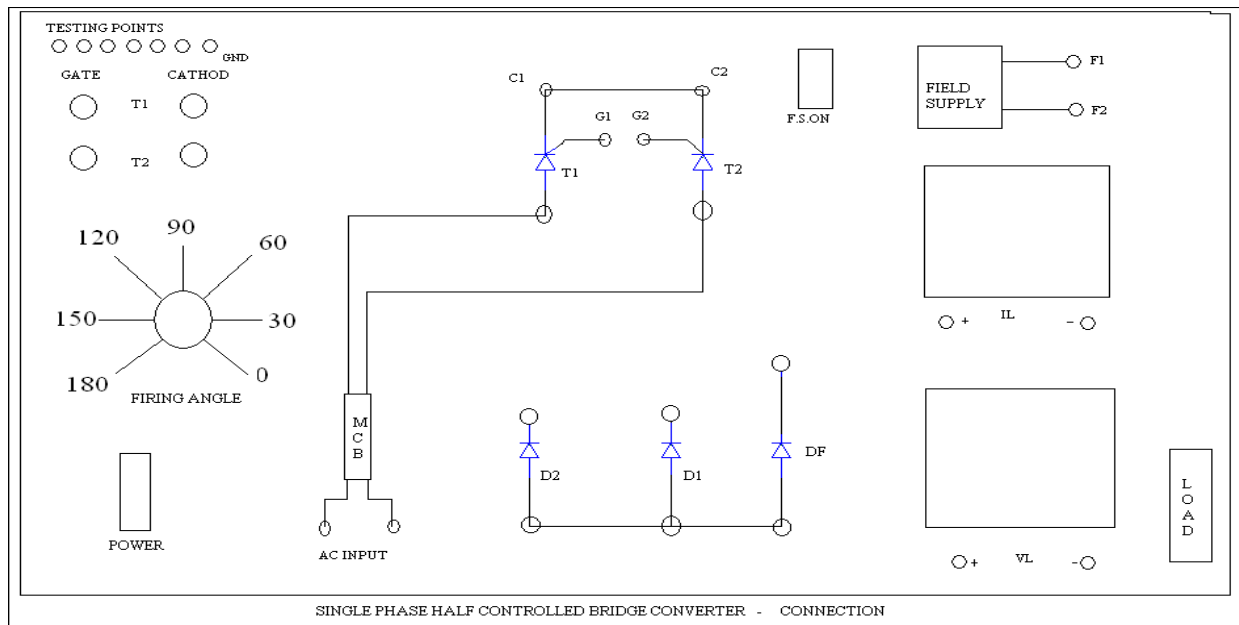 TESTING POINTS
GND
GATE
CATHOD
T1
T2
120
90
60
150
30
180
0
FIRING ANGLE
POWER
C1
C2
G1
G2
T1
T2
MCB
AC INPUT
D2
D1
DF
F.S.ON
FIELD
SUPPLY
F1
F2
+
IL
-
+
VL
-
LOAD
SINGLE PHASE HALF CONTROLLED BRIDGE CONVERTER - CONNECTION